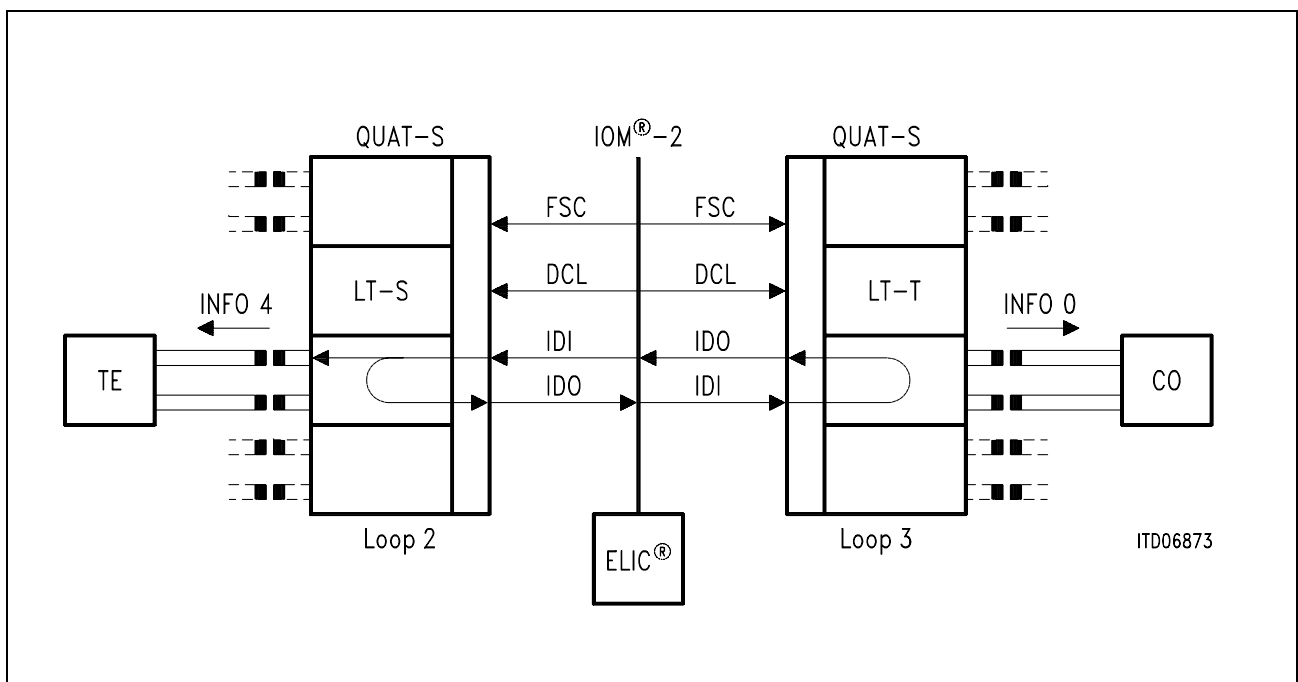 QUAT-S IOM®-2 QUAT-S
FSC FSC
LT-S DCL DCL LT-T
INFO 4 INFO 0
IDI IDO
TE CO
IDO IDI
Loop 2 Loop 3 ITD06873
ELIC®